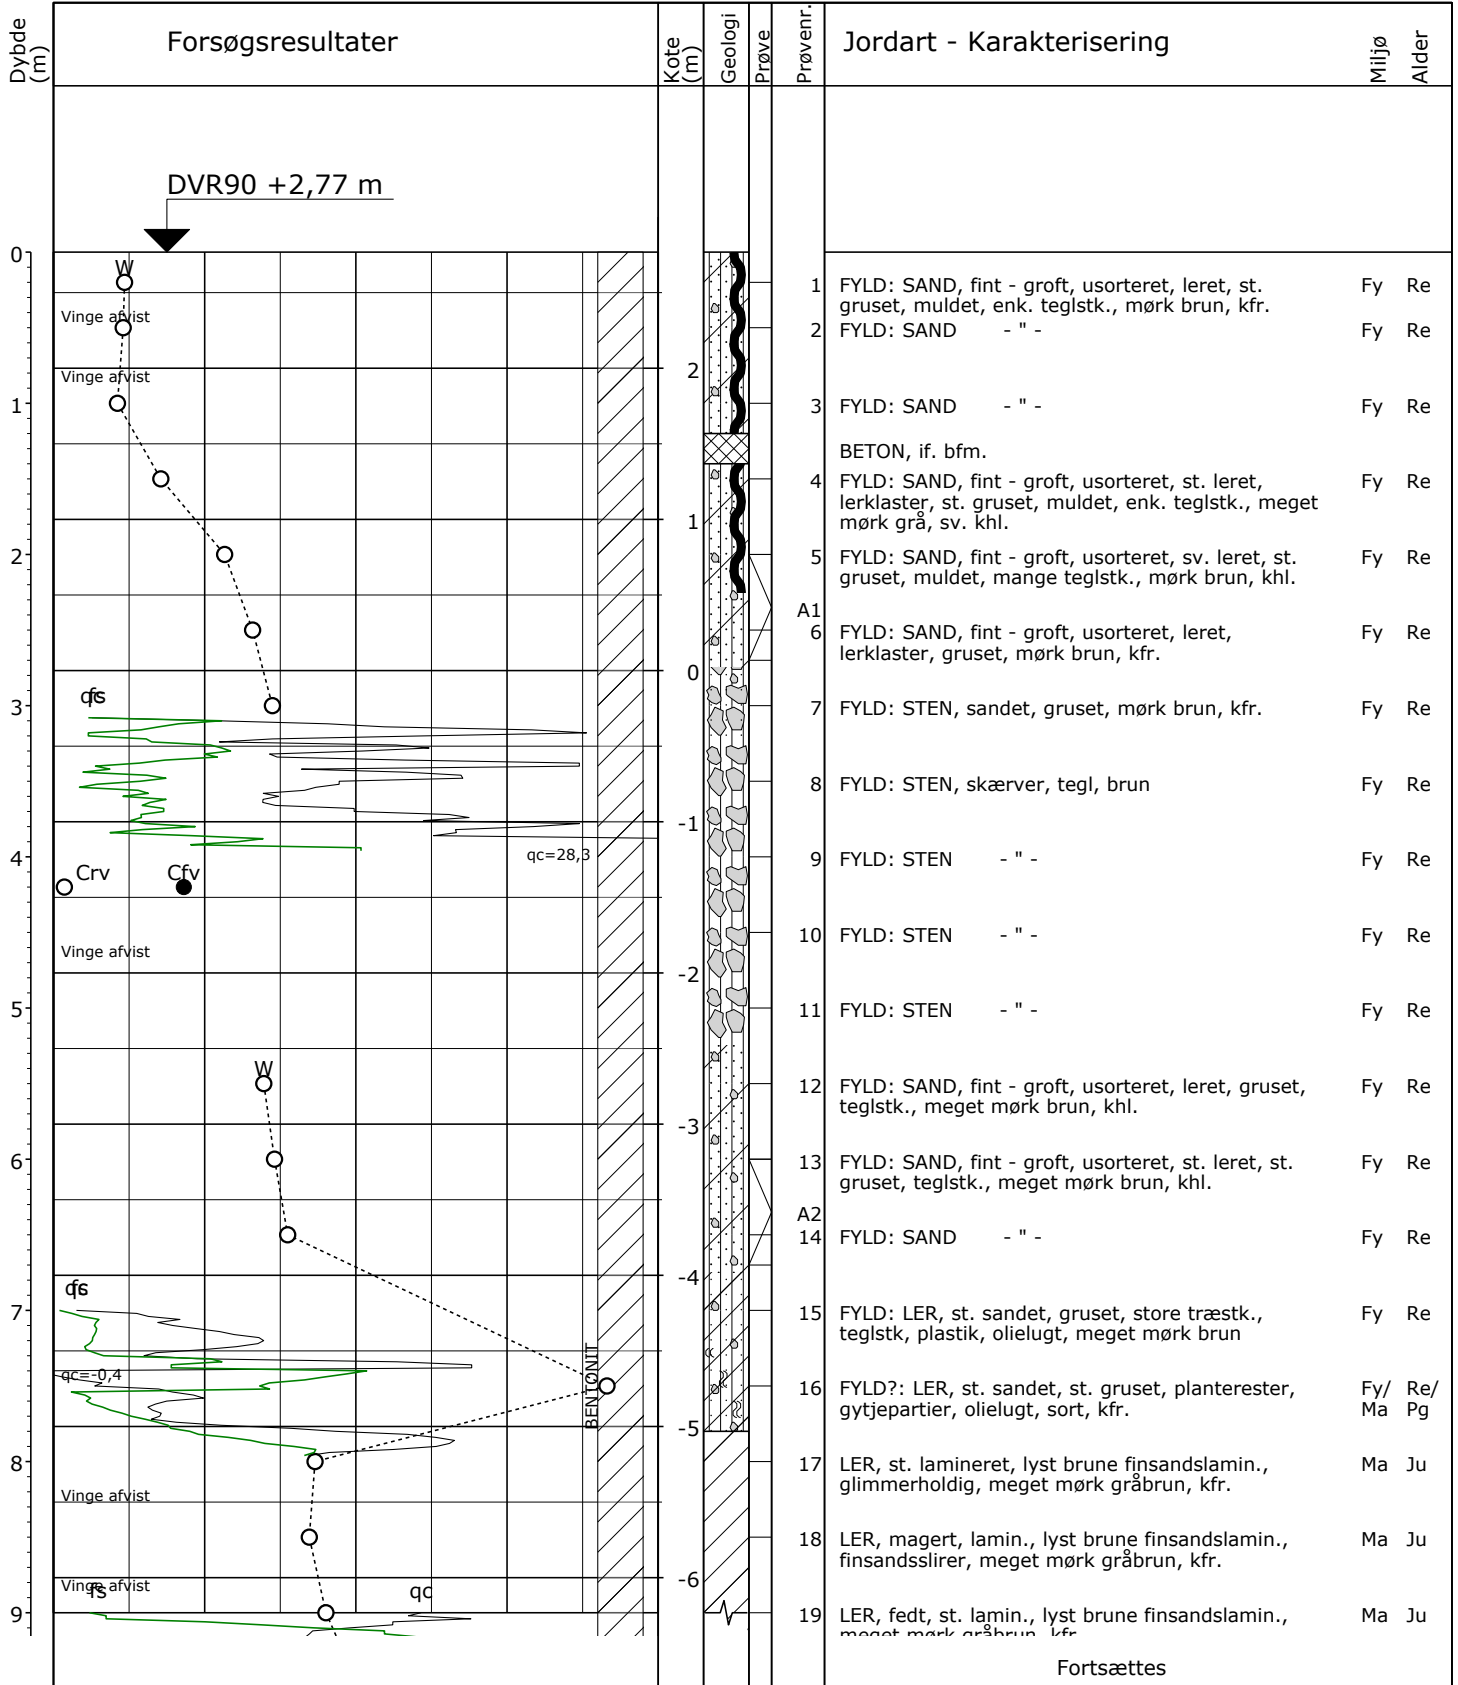 Dybde (m)
Forsøgsresultater
Kote (m)
Geologi
Prøve
Prøvenr.
Jordart - Karakterisering
Miljø
Alder
DVR90 +2,77 m
0
W
1 FYLD: SAND, fint - groft, usorteret, leret, st. Fy Re
gruset, muldet, enk. teglstk., mørk brun, kfr.
Vinge afvist
2 FYLD: SAND - " - Fy Re
2
Vinge afvist
1
3 FYLD: SAND - " - Fy Re
BETON, if. bfm.
4 FYLD: SAND, fint - groft, usorteret, st. leret, Fy Re
lerklaster, st. gruset, muldet, enk. teglstk., meget
mørk grå, sv. khl.
1
2
5 FYLD: SAND, fint - groft, usorteret, sv. leret, st. Fy Re
gruset, muldet, mange teglstk., mørk brun, khl.
A1
6 FYLD: SAND, fint - groft, usorteret, leret, Fy Re
lerklaster, gruset, mørk brun, kfr.
0
qc fs
3
7 FYLD: STEN, sandet, gruset, mørk brun, kfr. Fy Re
8 FYLD: STEN, skærver, tegl, brun Fy Re
-1
4
qc=28,3
9 FYLD: STEN - " - Fy Re
Crv Cfv
10 FYLD: STEN - " - Fy Re
Vinge afvist
-2
5
11 FYLD: STEN - " - Fy Re
W
12 FYLD: SAND, fint - groft, usorteret, leret, gruset, Fy Re
teglstk., meget mørk brun, khl.
-3
6
13 FYLD: SAND, fint - groft, usorteret, st. leret, st. Fy Re
gruset, teglstk., meget mørk brun, khl.
A2
14 FYLD: SAND - " - Fy Re
-4
qc fs
7
15 FYLD: LER, st. sandet, gruset, store træstk., Fy Re
teglstk, plastik, olielugt, meget mørk brun
qc=-0,4
BENTONIT
16 FYLD?: LER, st. sandet, st. gruset, planterester, Fy/ Re/
gytjepartier, olielugt, sort, kfr. Ma Pg
-5
8
17 LER, st. lamineret, lyst brune finsandslamin., Ma Ju
glimmerholdig, meget mørk gråbrun, kfr.
Vinge afvist
18 LER, magert, lamin., lyst brune finsandslamin., Ma Ju
finsandsslirer, meget mørk gråbrun, kfr.
-6
Vinge afvist
fs qc
9
19 LER, fedt, st. lamin., lyst brune finsandslamin., Ma Ju
meget mørk gråbrun, kfr
Fortsættes